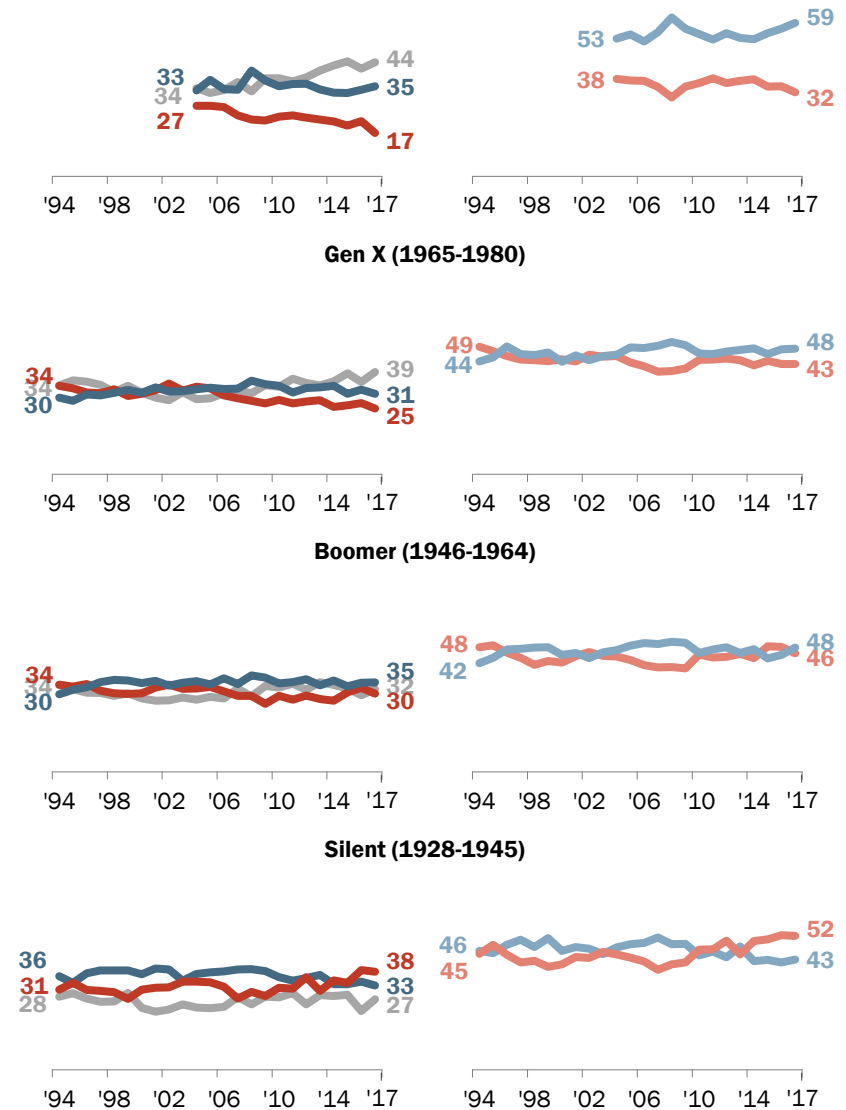 44 59
33 53
34 35 38
27 32
17
'94 '98 '02 '06 '10 '14 '17 '94 '98 '02 '06 '10 '14 '17
Gen X (1965-1980)
34 39 49 48
34 31 44 43
30 25
'94 '98 '02 '06 '10 '14 '17 '94 '98 '02 '06 '10 '14 '17
Boomer (1946-1964)
34 35 48 48
34 32 42 46
30 30
'94 '98 '02 '06 '10 '14 '17 '94 '98 '02 '06 '10 '14 '17
Silent (1928-1945)
36 38 46 52
31 33 45 43
28 27
'94 '98 '02 '06 '10 '14 '17 '94 '98 '02 '06 '10 '14 '17